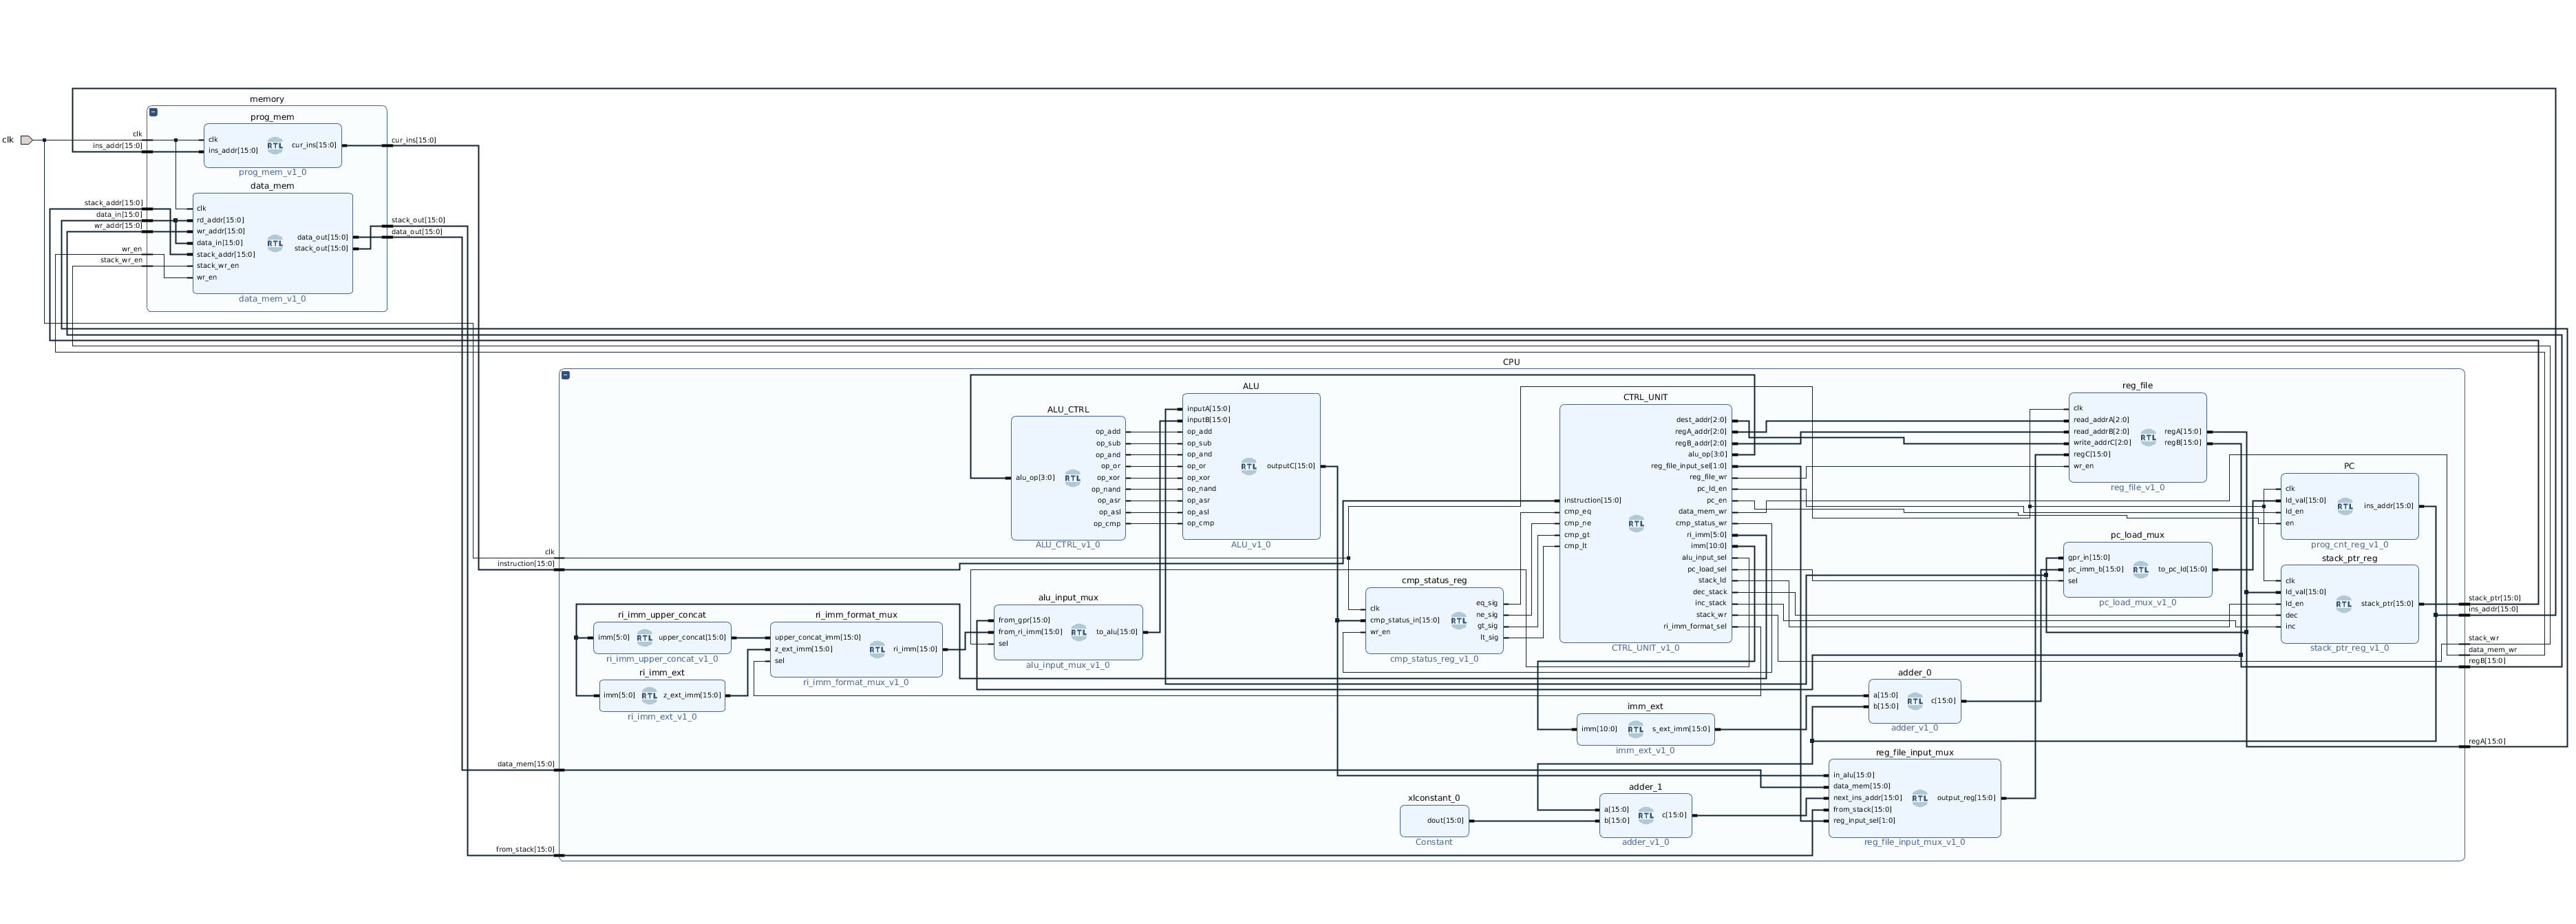 clk
memory
prog_mem
clk
ins_addr[15:0]
RTL
cur_ins[15:0]
prog_mem_v1_0
clk
ins_addr[15:0]
cur_ins[15:0]
data_mem
clk
rd_addr[15:0]
wr_addr[15:0]
data_in[15:0]
stack_addr[15:0]
stack_wr_en
wr_en
RTL
data_out[15:0]
stack_out[15:0]
data_mem_v1_0
stack_addr[15:0]
data_in[15:0]
wr_addr[15:0]
wr_en
stack_wr_en
stack_out[15:0]
data_out[15:0]
CPU
clk
instruction[15:0]
data_mem[15:0]
from_stack[15:0]
ri_imm_upper_concat
imm[5:0]
RTL
upper_concat[15:0]
ri_imm_upper_concat_v1_0
ri_imm_ext
imm[5:0]
RTL
z_ext_imm[15:0]
ri_imm_ext_v1_0
ri_imm_format_mux
upper_concat_imm[15:0]
z_ext_imm[15:0]
sel
RTL
ri_imm[15:0]
ri_imm_format_mux_v1_0
ALU_CTRL
alu_op[3:0]
RTL
op_add
op_sub
op_and
op_or
op_xor
op_nand
op_asr
op_asl
op_cmp
ALU_CTRL_v1_0
alu_input_mux
from_gpr[15:0]
from_ri_imm[15:0]
sel
RTL
to_alu[15:0]
alu_input_mux_v1_0
ALU
inputA[15:0]
inputB[15:0]
op_add
op_sub
op_and
op_or
op_xor
op_nand
op_asr
op_asl
op_cmp
RTL
outputC[15:0]
ALU_v1_0
cmp_status_reg
clk
cmp_status_in[15:0]
wr_en
RTL
eq_sig
ne_sig
gt_sig
lt_sig
cmp_status_reg_v1_0
CTRL_UNIT
instruction[15:0]
cmp_eq
cmp_ne
cmp_gt
cmp_lt
RTL
dest_addr[2:0]
regA_addr[2:0]
regB_addr[2:0]
alu_op[3:0]
reg_file_input_sel[1:0]
reg_file_wr
pc_ld_en
pc_en
data_mem_wr
cmp_status_wr
ri_imm[5:0]
imm[10:0]
alu_input_sel
pc_load_sel
stack_ld
dec_stack
inc_stack
stack_wr
ri_imm_format_sel
CTRL_UNIT_v1_0
imm_ext
imm[10:0]
RTL
s_ext_imm[15:0]
imm_ext_v1_0
xlconstant_0
dout[15:0]
Constant
adder_1
a[15:0]
b[15:0]
RTL
c[15:0]
adder_v1_0
adder_0
a[15:0]
b[15:0]
RTL
c[15:0]
adder_v1_0
reg_file_input_mux
in_alu[15:0]
data_mem[15:0]
next_ins_addr[15:0]
from_stack[15:0]
reg_input_sel[1:0]
RTL
output_reg[15:0]
reg_file_input_mux_v1_0
reg_file
clk
read_addrA[2:0]
read_addrB[2:0]
write_addrC[2:0]
regC[15:0]
wr_en
RTL
regA[15:0]
regB[15:0]
reg_file_v1_0
pc_load_mux
gpr_in[15:0]
pc_imm_b[15:0]
sel
RTL
to_pc_ld[15:0]
pc_load_mux_v1_0
PC
clk
ld_val[15:0]
ld_en
en
RTL
ins_addr[15:0]
prog_cnt_reg_v1_0
stack_ptr_reg
clk
ld_val[15:0]
ld_en
dec
inc
RTL
stack_ptr[15:0]
stack_ptr_reg_v1_0
stack_ptr[15:0]
ins_addr[15:0]
stack_wr
data_mem_wr
regB[15:0]
regA[15:0]